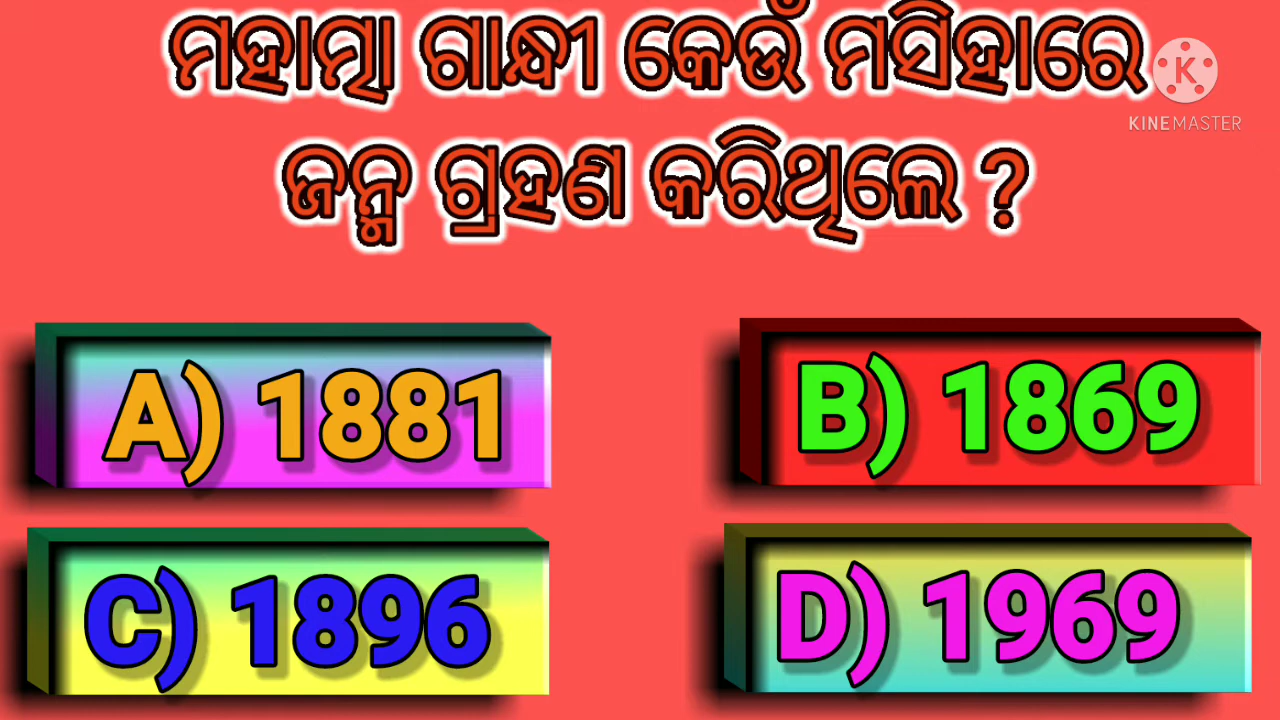 ମହାତ୍ମା ଗାନ୍ଧୀ କେଉଁ ମସିହାରେ
KINEMASTER
ଜନ୍ମ ଗ୍ରହଣ କରିଥିଲେ ?
A) 1881
B) 1869
C) 1896
D) 1969